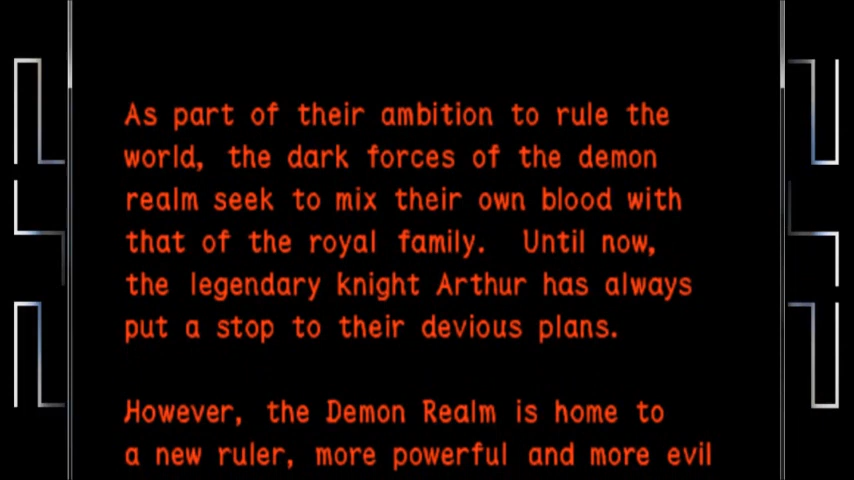 As part of their ambition to rule the
world, the dark forces of the demon
realm seek to mix their own blood with
that of the royal family. Until now,
the legendary knight Arthur has always
put a stop to their devious plans.
However, the Demon Realm is home to
a new ruler, more powerful and more evil